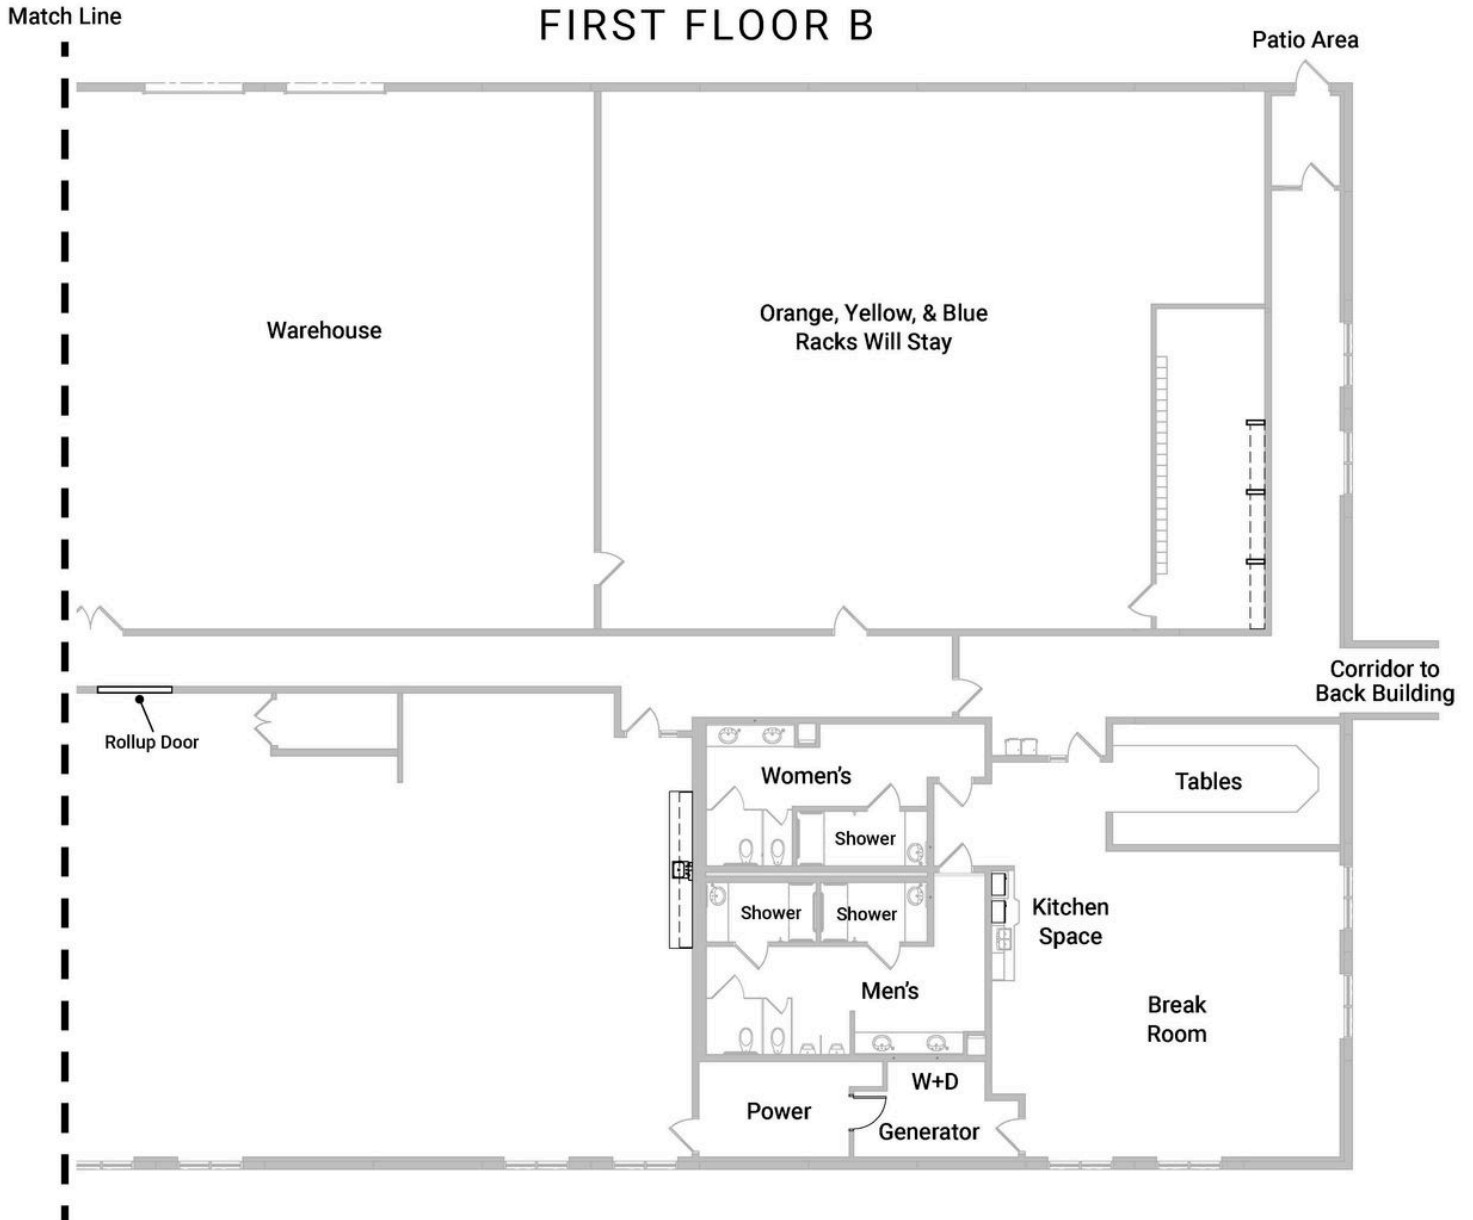 Match Line
FIRST FLOOR B
Patio Area
Warehouse
Orange, Yellow, & Blue
Racks Will Stay
Corridor to
Back Building
Rollup Door
Women's
Tables
Shower
Shower
Shower
Kitchen
Space
Men's
Break
Room
W+D
Power
Generator